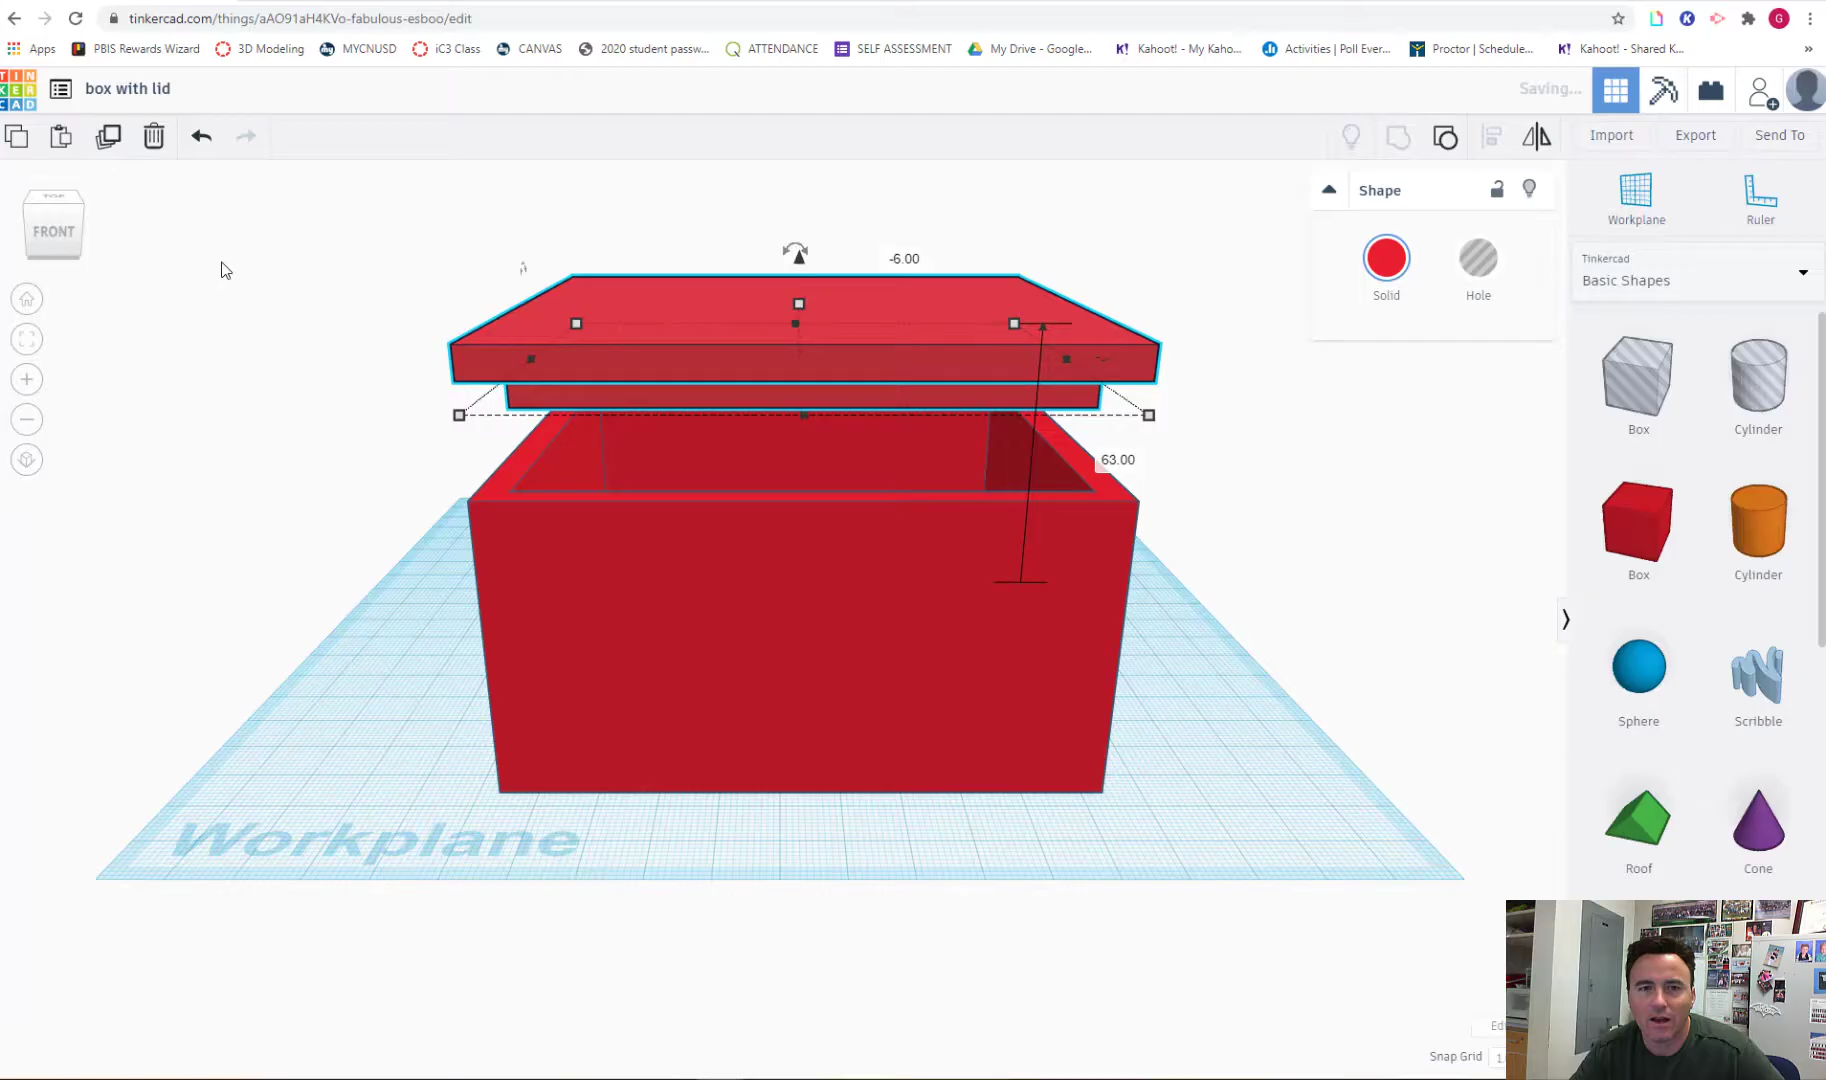 tinkercad.com/things/aAO91aH4KVo-fabulous-esboo/edit
G
Apps PBIS Rewards Wizard 3D Modeling MYCNUSD iC3 Class CANVAS 2020 student passw... ATTENDANCE SELF ASSESSMENT My Drive - Google... Kahoot! - My Kaho... Activities | Poll Ever... Proctor | Schedule... Kahoot! - Shared K... »
TIN
KER
CAD
box with lid
Saving...
Import Export Send To
TOP
FRONT
Shape
Solid Hole
Workplane Ruler
Tinkercad
Basic Shapes
-6.00
63.00
Box Cylinder
Box Cylinder
Sphere Scribble
Roof Cone
Workplane
Snap Grid